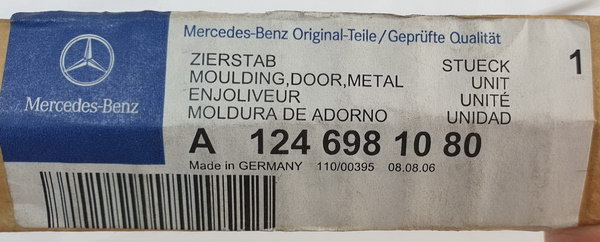 Mercedes-Benz Original-Teile/Geprüfte Qualität
Mercedes-Benz
ZIERSTAB STUECK 1
MOULDING,DOOR,METAL UNIT
ENJOLIVEUR UNITÉ
MOLDURA DE ADORNO UNIDAD
A 124 698 10 80
Made in GERMANY 110/00395 08.08.06